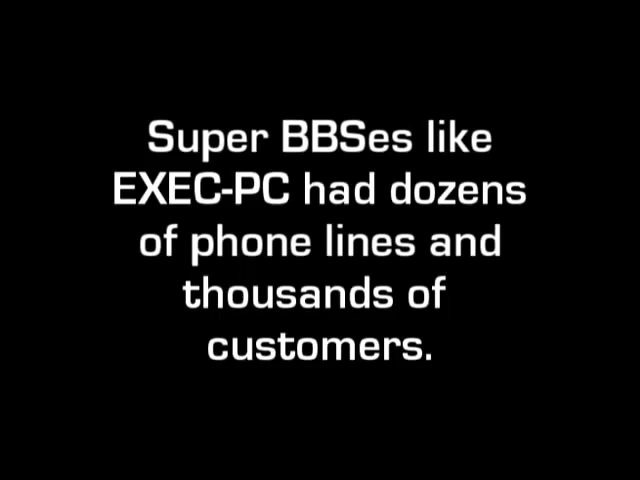 Super BBSes like
EXEC-PC had dozens
of phone lines and
thousands of
customers.